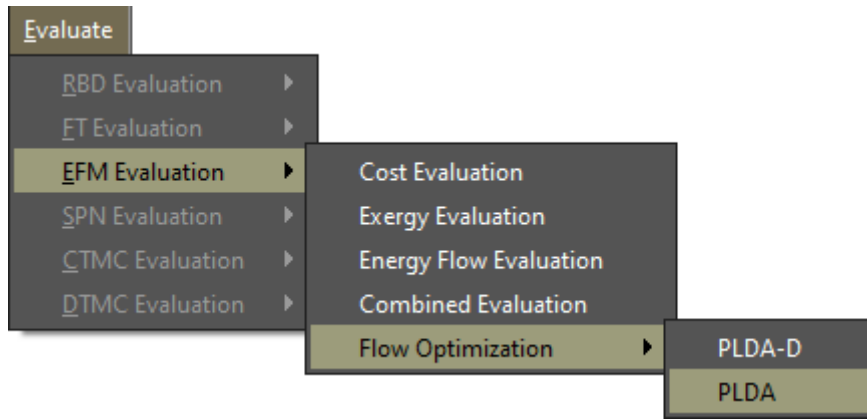 Evaluate
RBD Evaluation
FT Evaluation
EFM Evaluation
SPN Evaluation
CTMC Evaluation
DTMC Evaluation
Cost Evaluation
Exergy Evaluation
Energy Flow Evaluation
Combined Evaluation
Flow Optimization
PLDA-D
PLDA